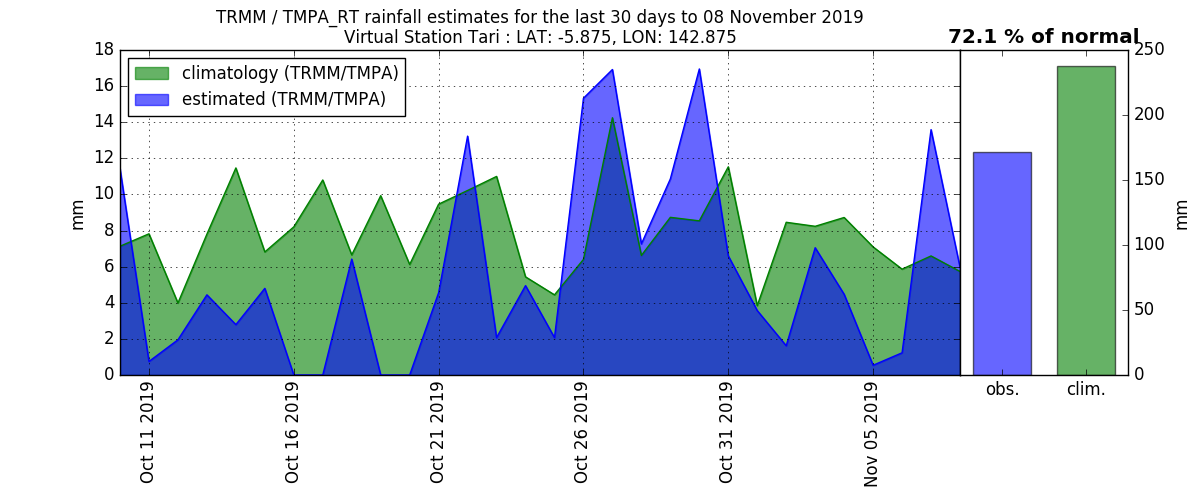 TRMM / TMPA_RT rainfall estimates for the last 30 days to 08 November 2019
Virtual Station Tari : LAT: -5.875, LON: 142.875
72.1 % of normal
climatology (TRMM/TMPA)
estimated (TRMM/TMPA)
18
16
14
12
10
8
6
4
2
0
mm
Oct 11 2019
Oct 16 2019
Oct 21 2019
Oct 26 2019
Oct 31 2019
Nov 05 2019
obs.
clim.
250
200
150
100
50
0
mm